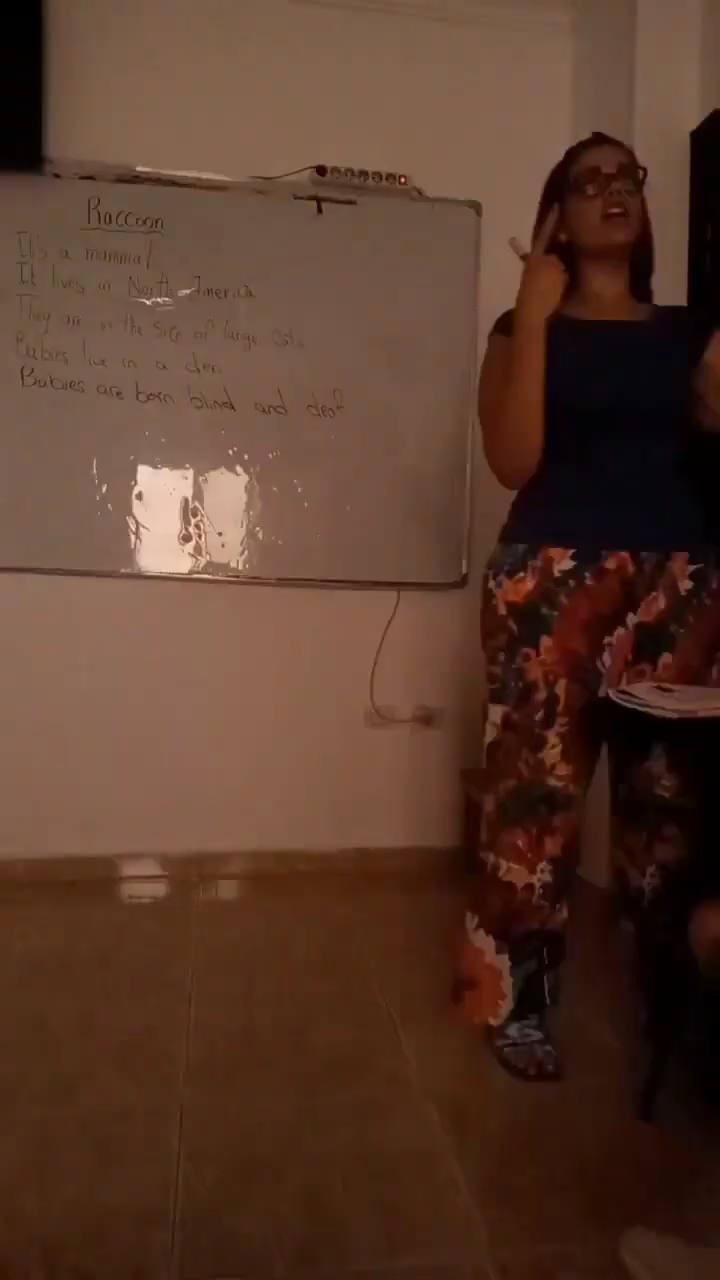 Raccoon
It's a mammal
It lives in North America
They are in the size of large cats
Babies live in a den
Babies are born blind and deaf